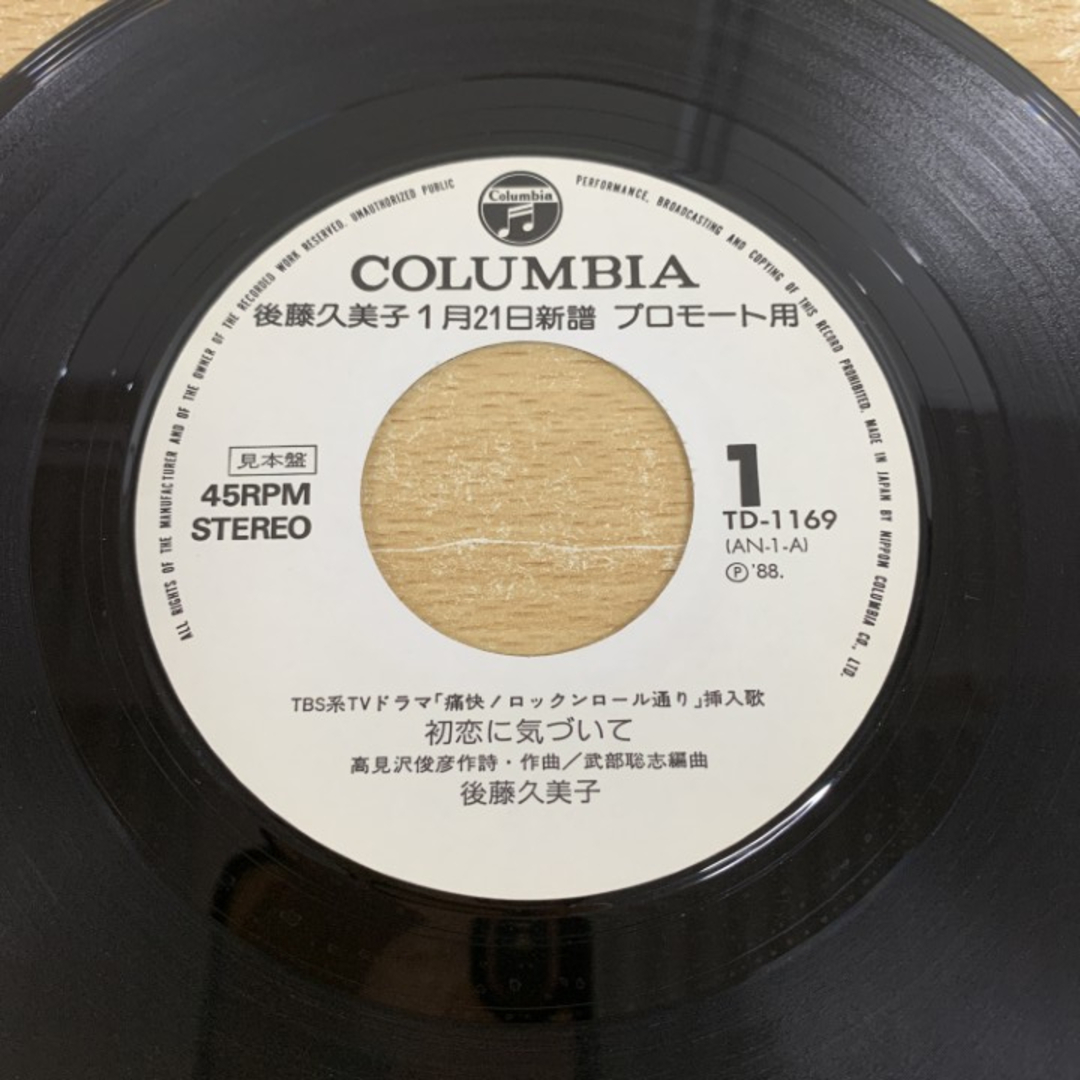 ALL RIGHTS OF THE MANUFACTURER AND OF THE OWNER OF THE RECORDED WORK RESERVED. UNAUTHORIZED PUBLIC PERFORMANCE, BROADCASTING AND COPYING OF THIS RECORD PROHIBITED. MADE IN JAPAN BY NIPPON COLUMBIA CO., LTD.
Columbia
COLUMBIA
後藤久美子1月21日新譜 プロモート用
見本盤
45RPM
STEREO
1
TD-1169
(AN-1-A)
Ⓟ'88.
TBS系TVドラマ「痛快!ロックンロール通り」挿入歌
初恋に気づいて
高見沢俊彦作詩・作曲/武部聡志編曲
後藤久美子